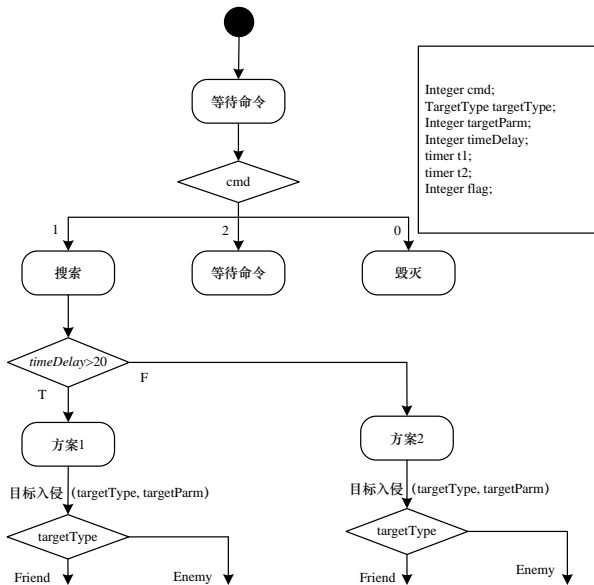 等待命令
Integer cmd;
TargetType targetType;
Integer targetParm;
Integer timeDelay;
timer t1;
timer t2;
Integer flag;
cmd
1
2
0
搜索
等待命令
毁灭
timeDelay>20
T
F
方案1
方案2
目标入侵 (targetType, targetParm)
目标入侵 (targetType, targetParm)
targetType
targetType
Friend
Enemy
Friend
Enemy